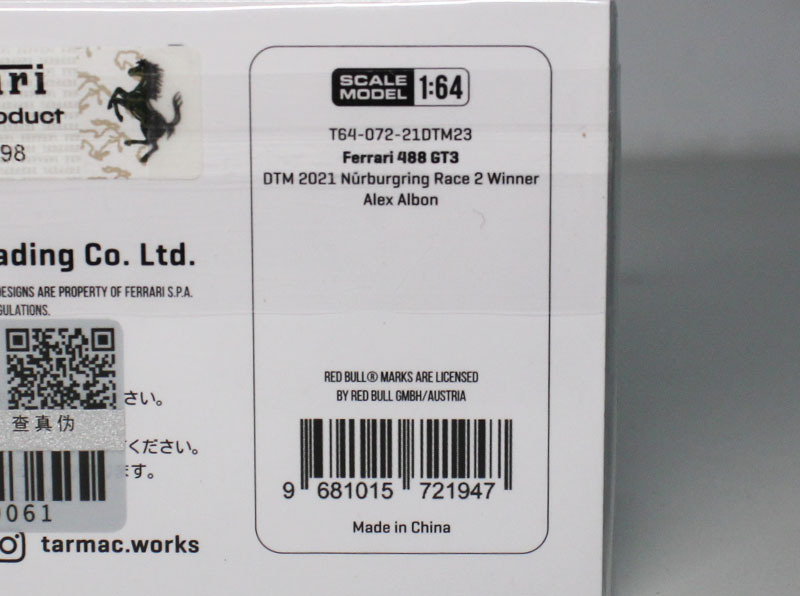 oduct
98
ading Co. Ltd.
DESIGNS ARE PROPERTY OF FERRARI S.P.A.
GULATIONS.
さい。
査真伪
ください。
ます。
0061
tarmac.works
SCALE MODEL 1:64
T64-072-21DTM23
Ferrari 488 GT3
DTM 2021 Nürburgring Race 2 Winner
Alex Albon
RED BULL® MARKS ARE LICENSED
BY RED BULL GMBH/AUSTRIA
9 681015 721947
Made in China